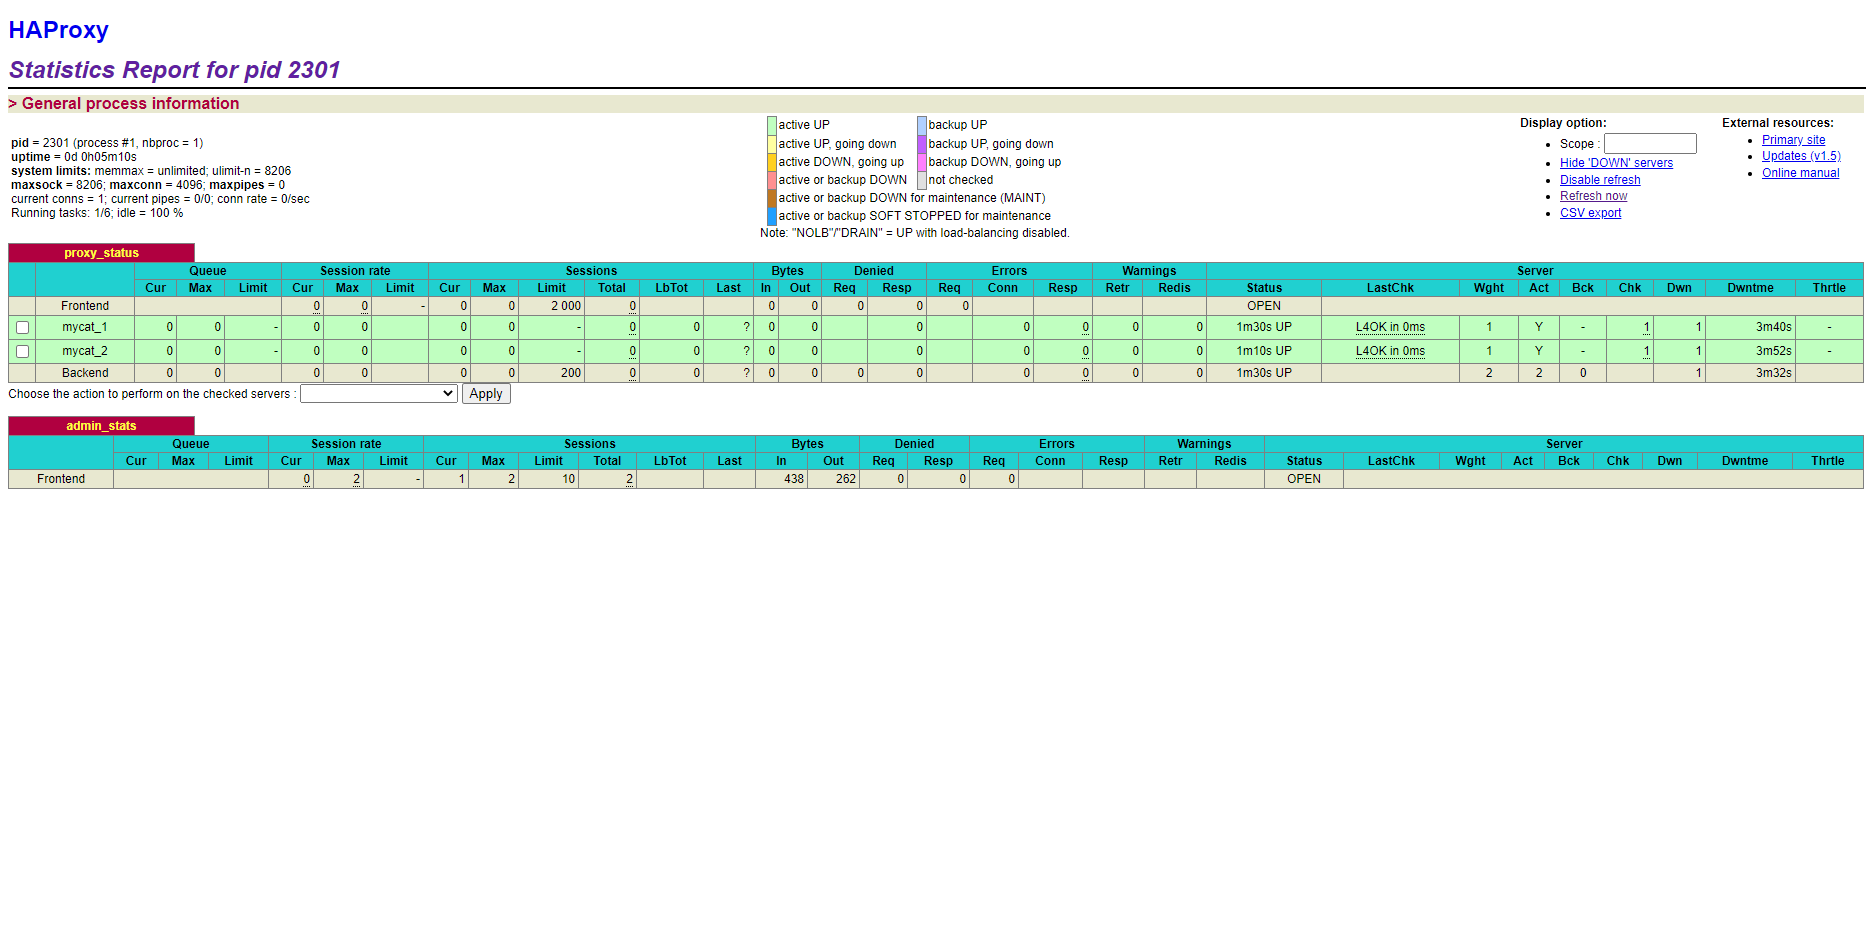 HAProxy
Statistics Report for pid 2301
> General process information
pid = 2301 (process #1, nbproc = 1)
uptime = 0d 0h05m10s
system limits: memmax = unlimited; ulimit-n = 8206
maxsock = 8206; maxconn = 4096; maxpipes = 0
current conns = 1; current pipes = 0/0; conn rate = 0/sec
Running tasks: 1/6; idle = 100 %
active UP backup UP
active UP, going down backup UP, going down
active DOWN, going up backup DOWN, going up
active or backup DOWN not checked
active or backup DOWN for maintenance (MAINT)
active or backup SOFT STOPPED for maintenance
Note: "NOLB"/"DRAIN" = UP with load-balancing disabled.
Display option:
Scope :
Hide 'DOWN' servers
Disable refresh
Refresh now
CSV export
External resources:
Primary site
Updates (v1.5)
Online manual
proxy_status
Queue Session rate Sessions Bytes Denied Errors Warnings Server
Cur Max Limit Cur Max Limit Cur Max Limit Total LbTot Last In Out Req Resp Req Conn Resp Retr Redis Status LastChk Wght Act Bck Chk Dwn Dwntme Thrtle
Frontend 0 0 - 0 0 2 000 0 0 0 0 0 0 OPEN
mycat_1 0 0 - 0 0 0 0 - 0 0 ? 0 0 0 0 0 0 0 1m30s UP L4OK in 0ms 1 Y - 1 1 3m40s -
mycat_2 0 0 - 0 0 0 0 - 0 0 ? 0 0 0 0 0 0 0 1m10s UP L4OK in 0ms 1 Y - 1 1 3m52s -
Backend 0 0 0 0 0 0 200 0 0 ? 0 0 0 0 0 0 0 0 1m30s UP 2 2 0 1 3m32s
Choose the action to perform on the checked servers : Apply
admin_stats
Queue Session rate Sessions Bytes Denied Errors Warnings Server
Cur Max Limit Cur Max Limit Cur Max Limit Total LbTot Last In Out Req Resp Req Conn Resp Retr Redis Status LastChk Wght Act Bck Chk Dwn Dwntme Thrtle
Frontend 0 2 - 1 2 10 2 438 262 0 0 0 OPEN